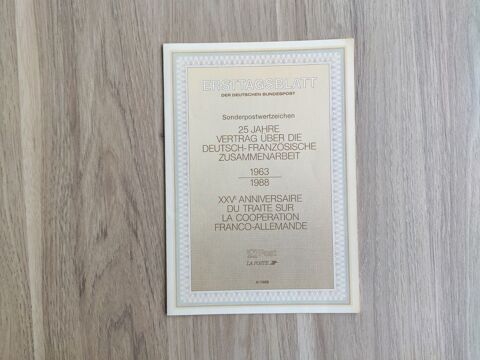 ERSTTAGSBLATT
DER DEUTSCHEN BUNDESPOST
Sonderpostwertzeichen
25 JAHRE
VERTRAG ÜBER DIE
DEUTSCH-FRANZÖSISCHE
ZUSAMMENARBEIT
1963
1988
XXVe ANNIVERSAIRE
DU TRAITE SUR
LA COOPERATION
FRANCO-ALLEMANDE
Post
LA POSTE